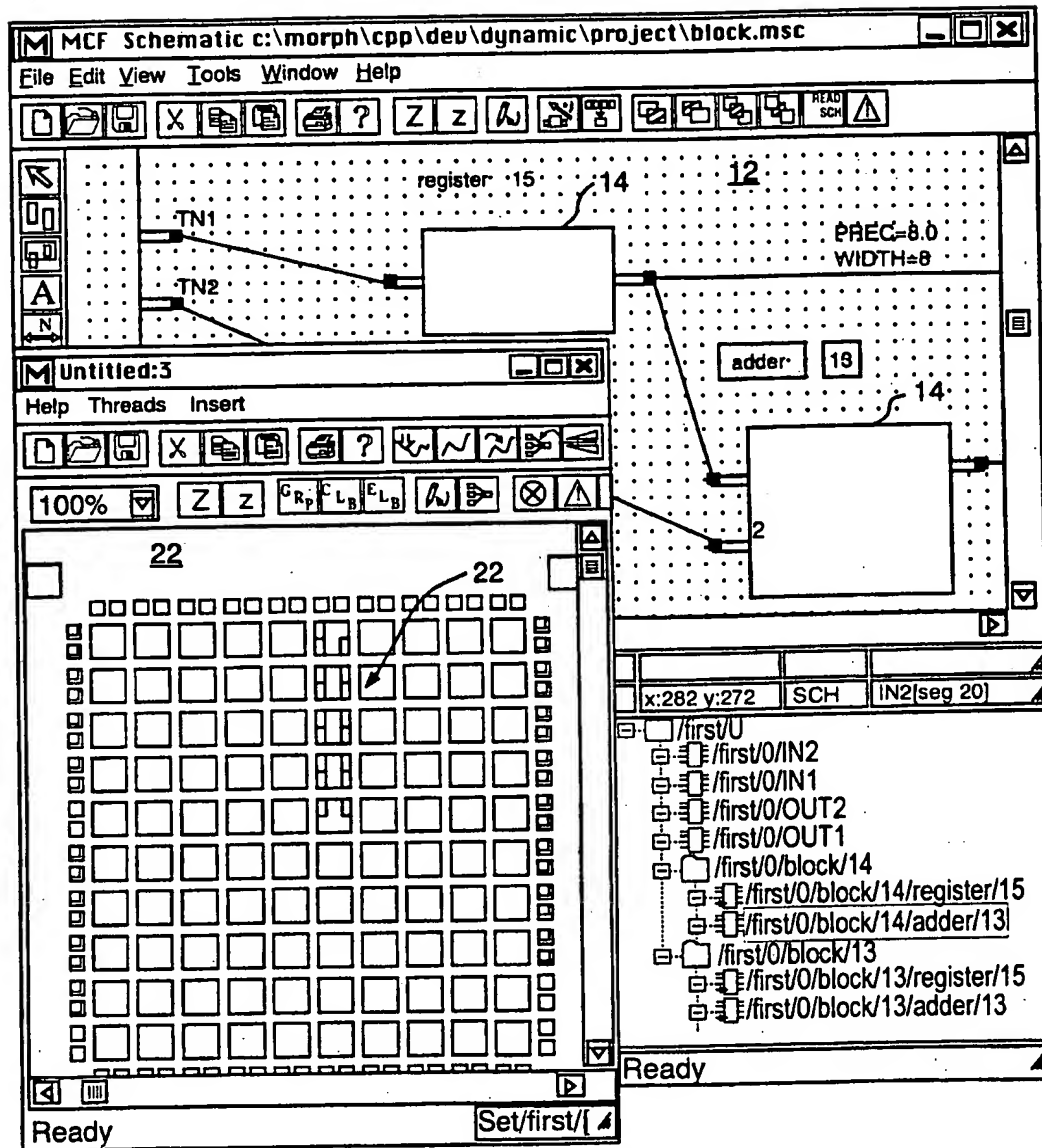 M MCF Schematic c:\morph\cpp\dev\dynamic\project\block.msc
File Edit View Tools Window Help
? Z z READ SCH
register 15
12
14
TN1
PREC=8.0
WIDTH=8
TN2
A
N
adder
13
14
2
M Untitled:3
Help Threads Insert
?
100% Z z GRP CLB ELB
22
22
x:282 y:272 SCH IN2[seg 20]
/first/U
/first/0/IN2
/first/0/IN1
/first/0/OUT2
/first/0/OUT1
/first/0/block/14
/first/0/block/14/register/15
/first/0/block/14/adder/13
/first/0/block/13
/first/0/block/13/register/15
/first/0/block/13/adder/13
Ready
Ready
Set/first/[